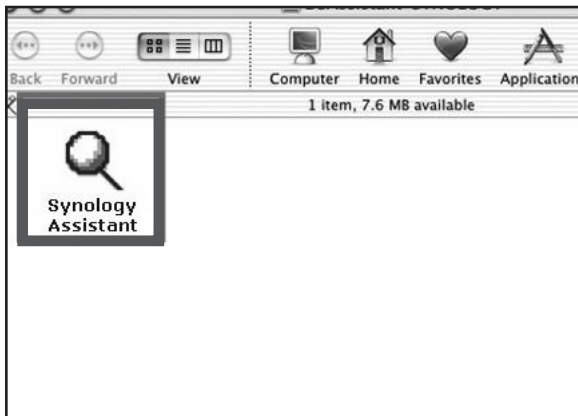 Back Forward View Computer Home Favorites Application
1 item, 7.6 MB available
Synology
Assistant